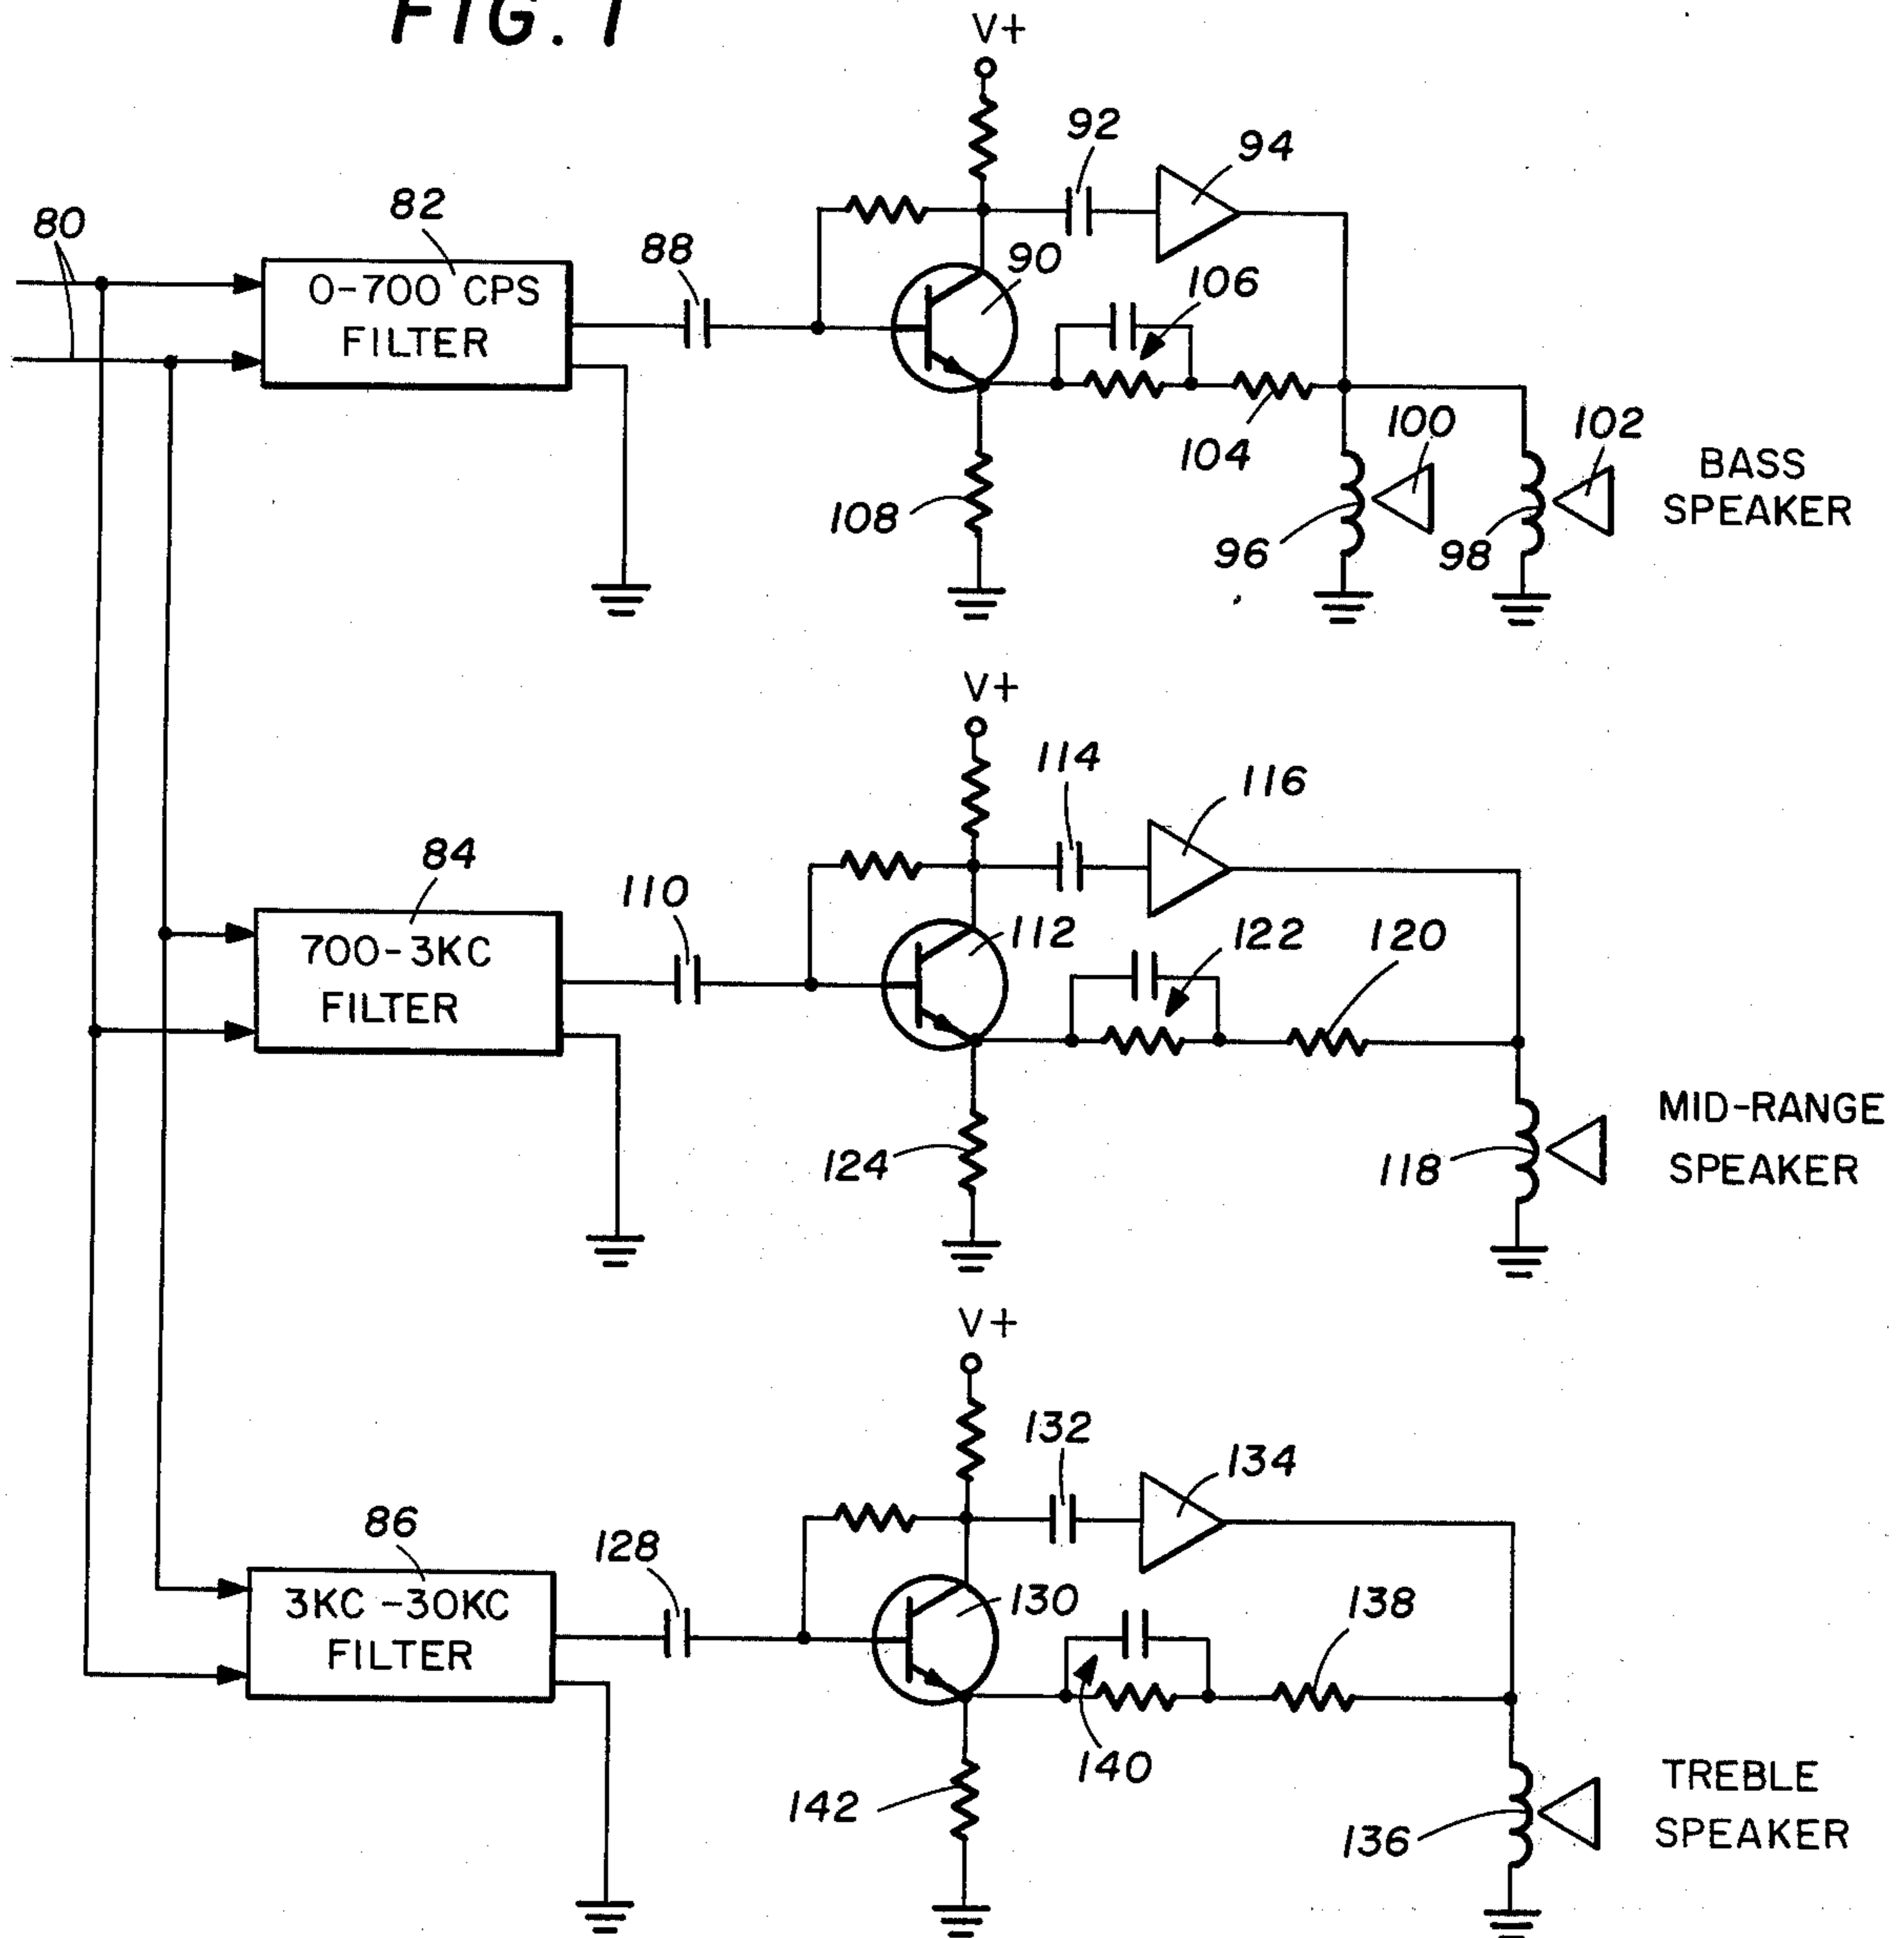 FIG. 1
V+
92
94
82
80
88
90
0-700 CPS
FILTER
106
100
102
104
BASS
SPEAKER
108
96
98
V+
114
116
84
110
112
122
120
700-3KC
FILTER
MID-RANGE
SPEAKER
124
118
V+
132
134
86
128
130
138
3KC-30KC
FILTER
140
142
TREBLE
SPEAKER
136